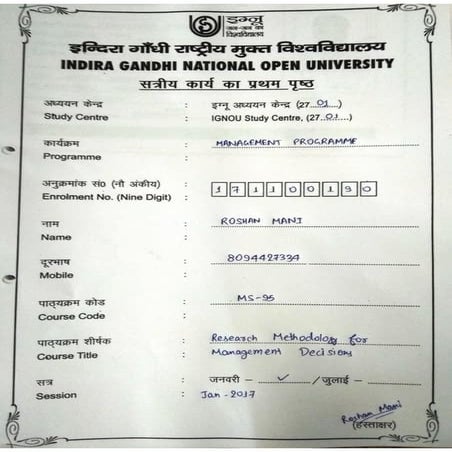 इग्नू
जन-जन का
विश्वविद्यालय
इन्दिरा गाँधी राष्ट्रीय मुक्त विश्वविद्यालय
INDIRA GANDHI NATIONAL OPEN UNIVERSITY
सत्रीय कार्य का प्रथम पृष्ठ
अध्ययन केन्द्र : इग्नू अध्ययन केन्द्र (27..01...)
Study Centre : IGNOU Study Centre, (27.01....)
कार्यक्रम : MANAGEMENT PROGRAMME
Programme :
अनुक्रमांक सं0 (नौ अंकीय) : 171100190
Enrolment No. (Nine Digit) :
नाम : ROSHAN MANI
Name :
दूरभाष : 8094427334
Mobile :
पाठ्यक्रम कोड : MS-95
Course Code :
पाठ्यक्रम शीर्षक : Research Methodology for
Course Title : Management Decisions
सत्र : जनवरी – ✓ /जुलाई –
Session : Jan-2017
Roshan Mani
(हस्ताक्षर)